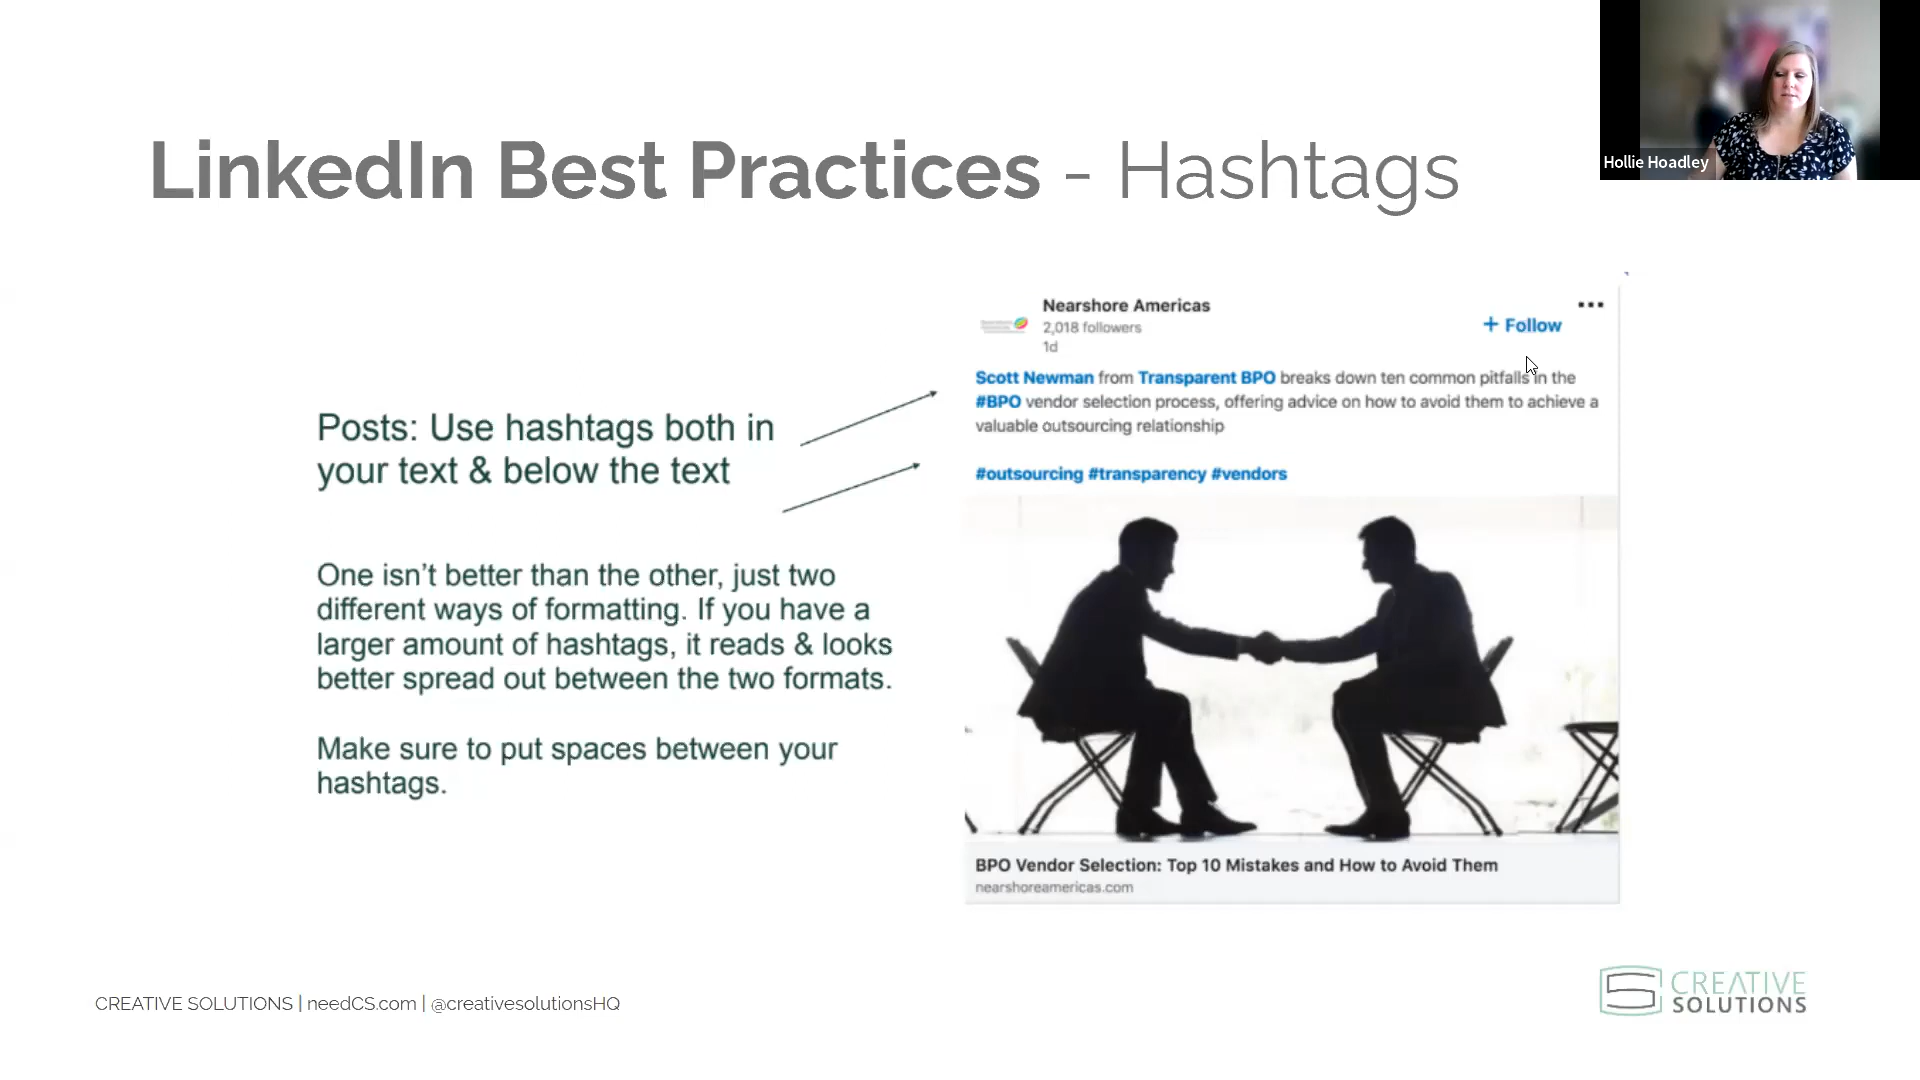 LinkedIn Best Practices - Hashtags
Hollie Hoadley
Posts: Use hashtags both in
your text & below the text
One isn't better than the other, just two
different ways of formatting. If you have a
larger amount of hashtags, it reads & looks
better spread out between the two formats.
Make sure to put spaces between your
hashtags.
Nearshore Americas
2,018 followers
1d
+ Follow
Scott Newman from Transparent BPO breaks down ten common pitfalls in the
#BPO vendor selection process, offering advice on how to avoid them to achieve a
valuable outsourcing relationship
#outsourcing #transparency #vendors
BPO Vendor Selection: Top 10 Mistakes and How to Avoid Them
nearshoreamericas.com
CREATIVE SOLUTIONS | needCS.com | @creativesolutionsHQ
CREATIVE
SOLUTIONS